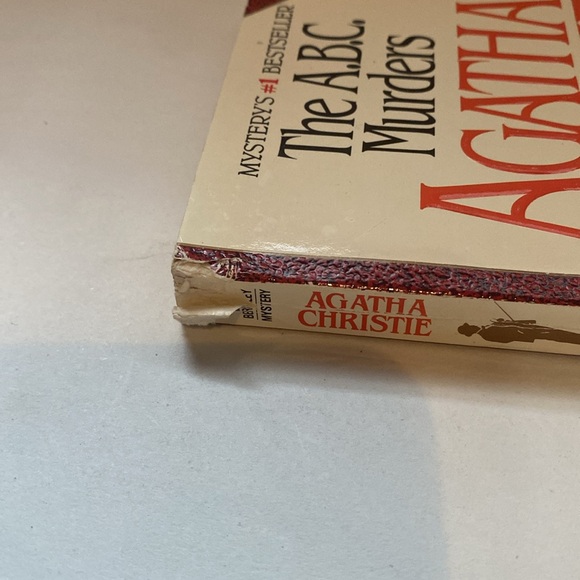 MYSTERY'S #1 BESTSELLER
The A.B.C.
Murders
AGATHA
MYSTERY
AGATHA
CHRISTIE